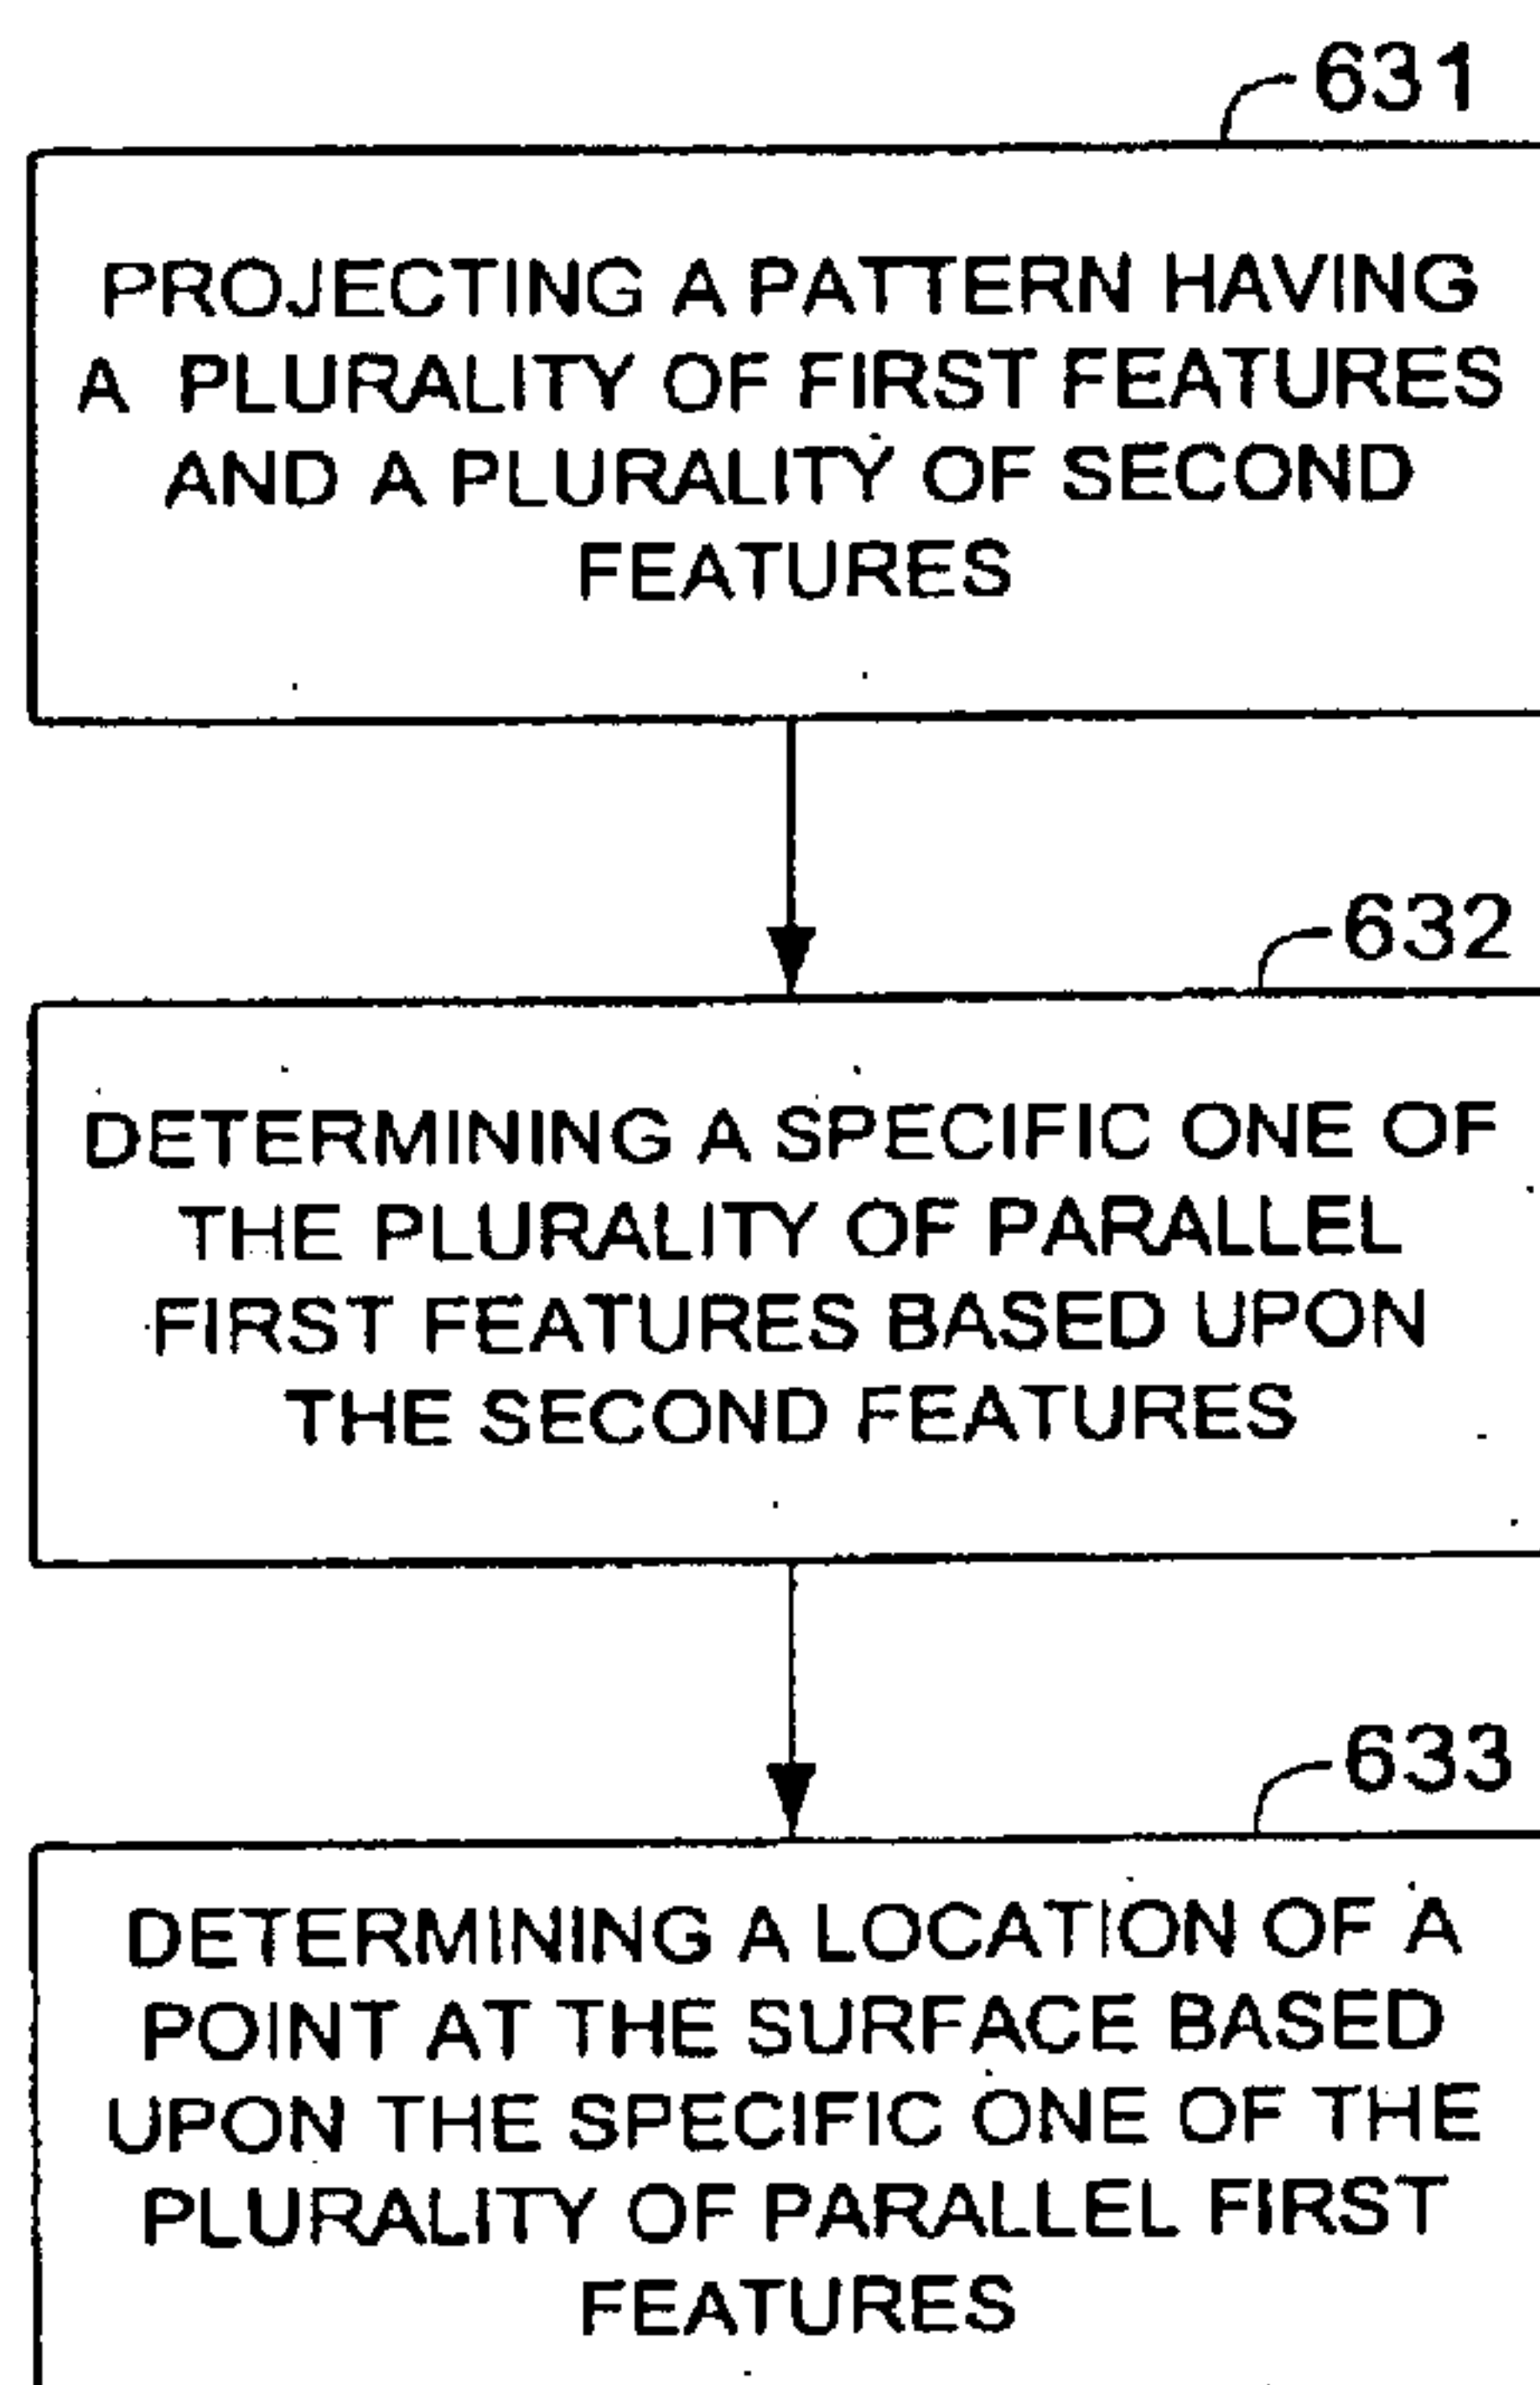 631
PROJECTING A PATTERN HAVING
A PLURALITY OF FIRST FEATURES
AND A PLURALITY OF SECOND
FEATURES
632
DETERMINING A SPECIFIC ONE OF
THE PLURALITY OF PARALLEL
FIRST FEATURES BASED UPON
THE SECOND FEATURES
633
DETERMINING A LOCATION OF A
POINT AT THE SURFACE BASED
UPON THE SPECIFIC ONE OF THE
PLURALITY OF PARALLEL FIRST
FEATURES